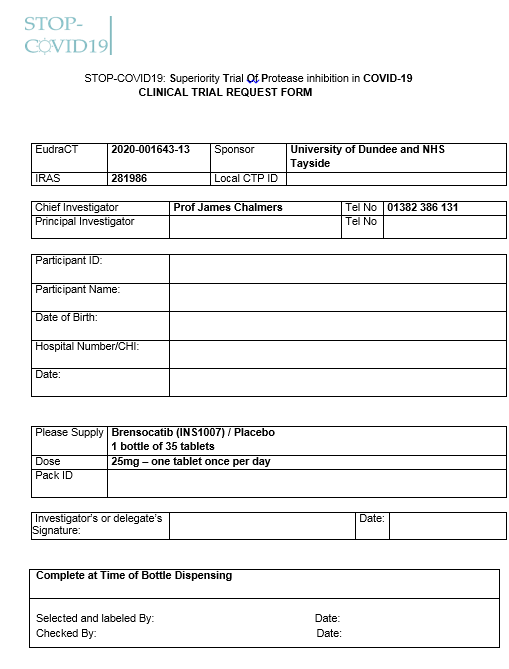 STOP-
COVID19
STOP-COVID19: Superiority Trial Of Protease inhibition in COVID-19
CLINICAL TRIAL REQUEST FORM
EudraCT 2020-001643-13 Sponsor University of Dundee and NHS
Tayside
IRAS 281986 Local CTP ID
Chief Investigator Prof James Chalmers Tel No 01382 386 131
Principal Investigator Tel No
Participant ID:
Participant Name:
Date of Birth:
Hospital Number/CHI:
Date:
Please Supply Brensocatib (INS1007) / Placebo
1 bottle of 35 tablets
Dose 25mg – one tablet once per day
Pack ID
Investigator's or delegate's Date:
Signature:
Complete at Time of Bottle Dispensing
Selected and labeled By: Date:
Checked By: Date: